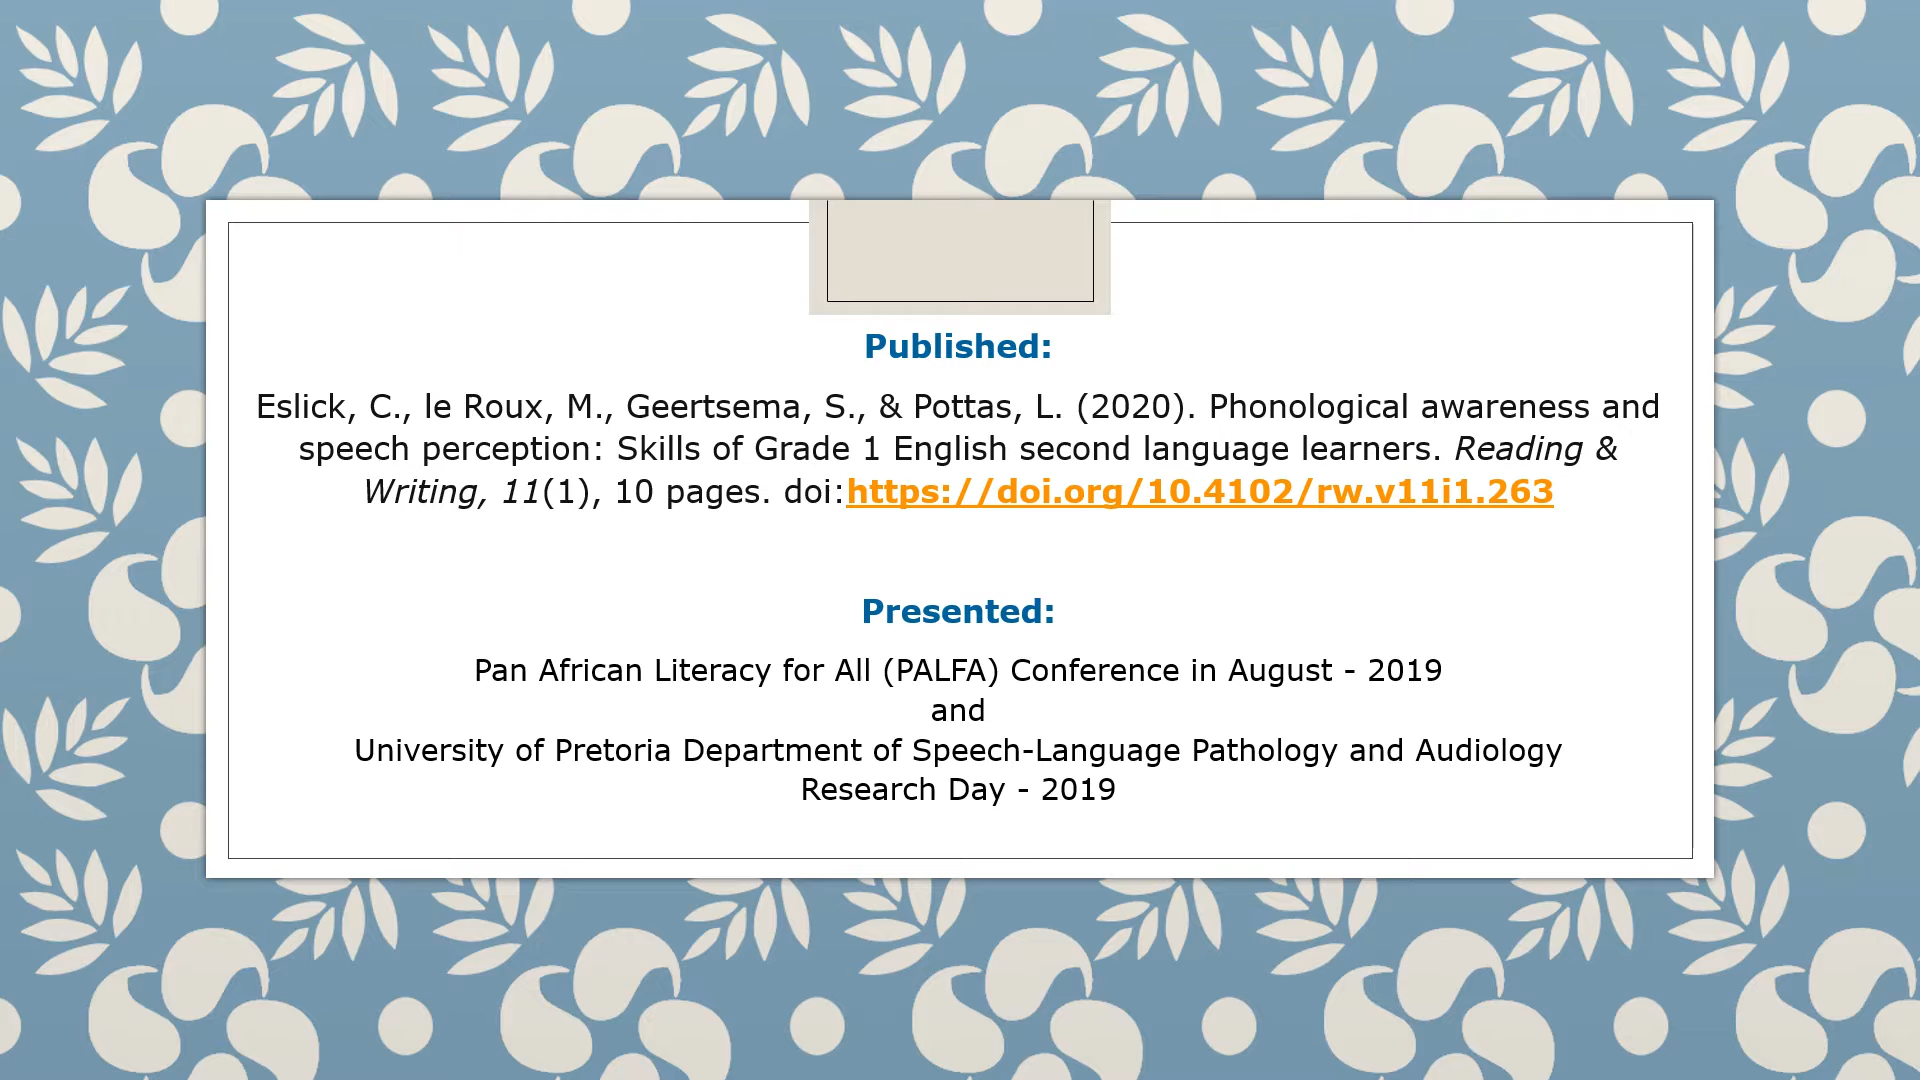 Published:
Eslick, C., le Roux, M., Geertsema, S., & Pottas, L. (2020). Phonological awareness and
speech perception: Skills of Grade 1 English second language learners. Reading &
Writing, 11(1), 10 pages. doi:https://doi.org/10.4102/rw.v11i1.263
Presented:
Pan African Literacy for All (PALFA) Conference in August - 2019
and
University of Pretoria Department of Speech-Language Pathology and Audiology
Research Day - 2019